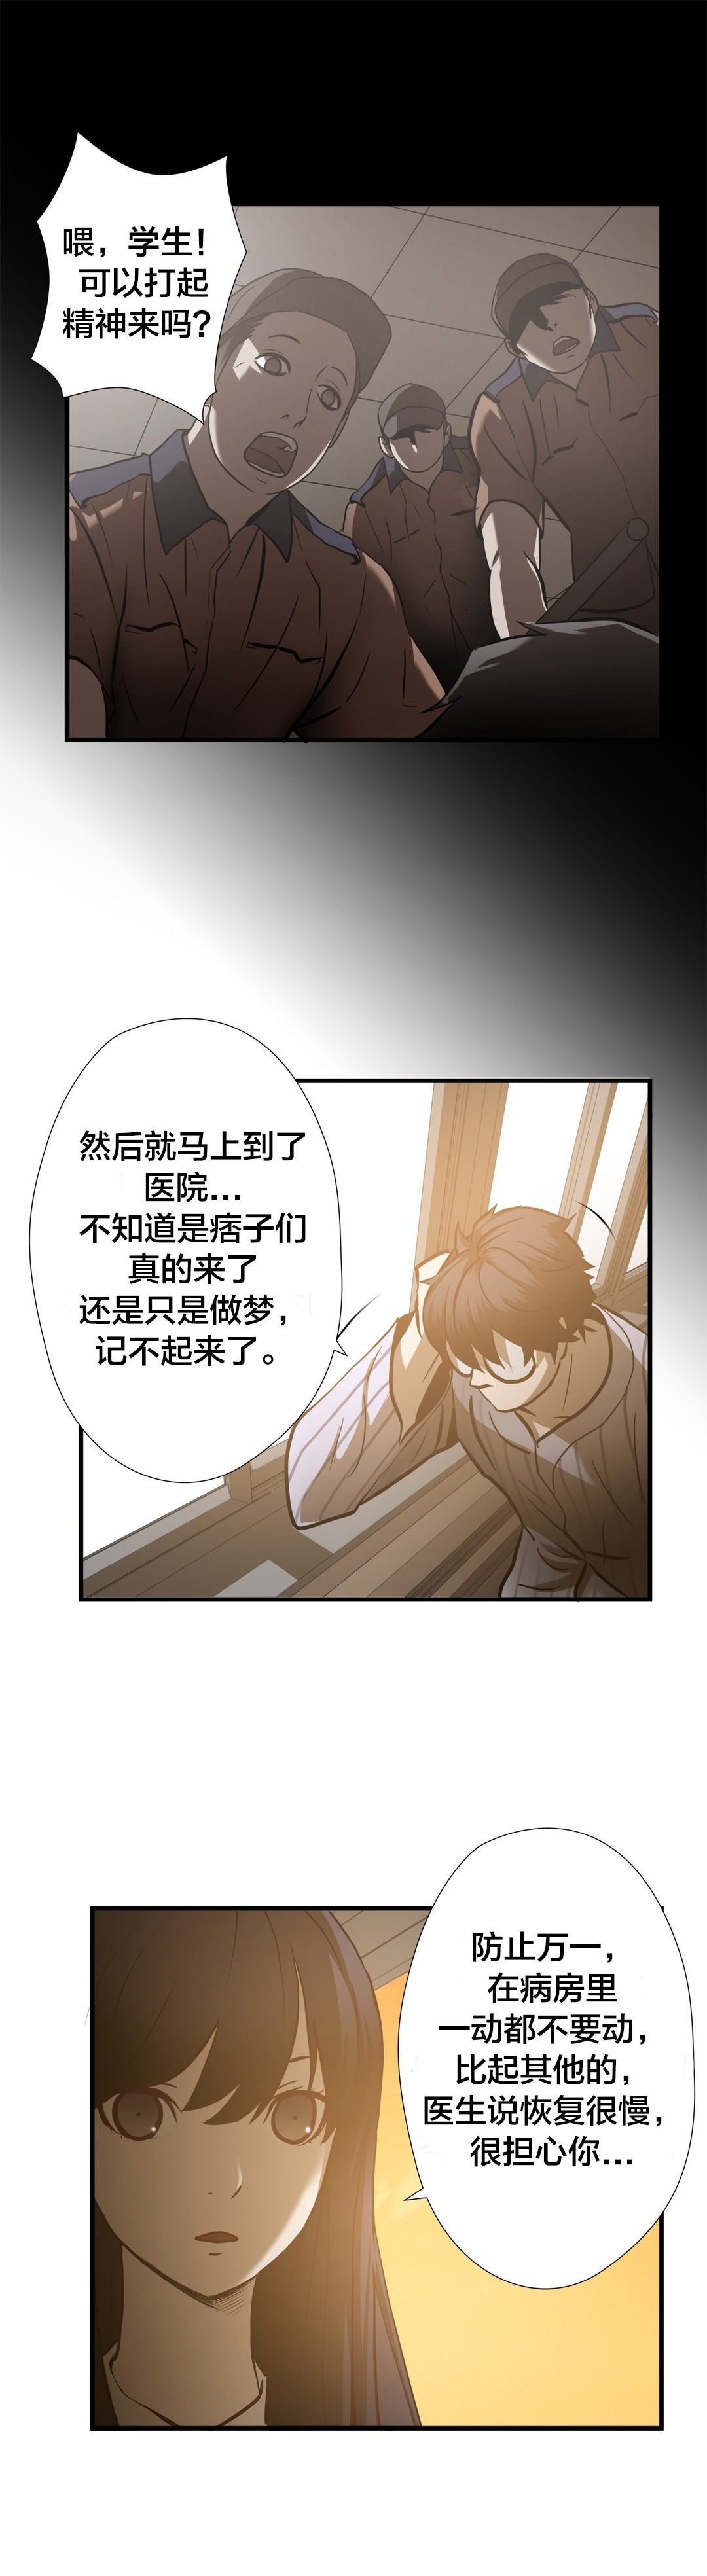 喂，学生！
可以打起
精神来吗？
然后就马上到了
医院...
不知道是痞子们
真的来了
还是只是做梦，
记不起来了。
防止万一，
在病房里
一动都不要动，
比起其他的，
医生说恢复很慢，
很担心你...